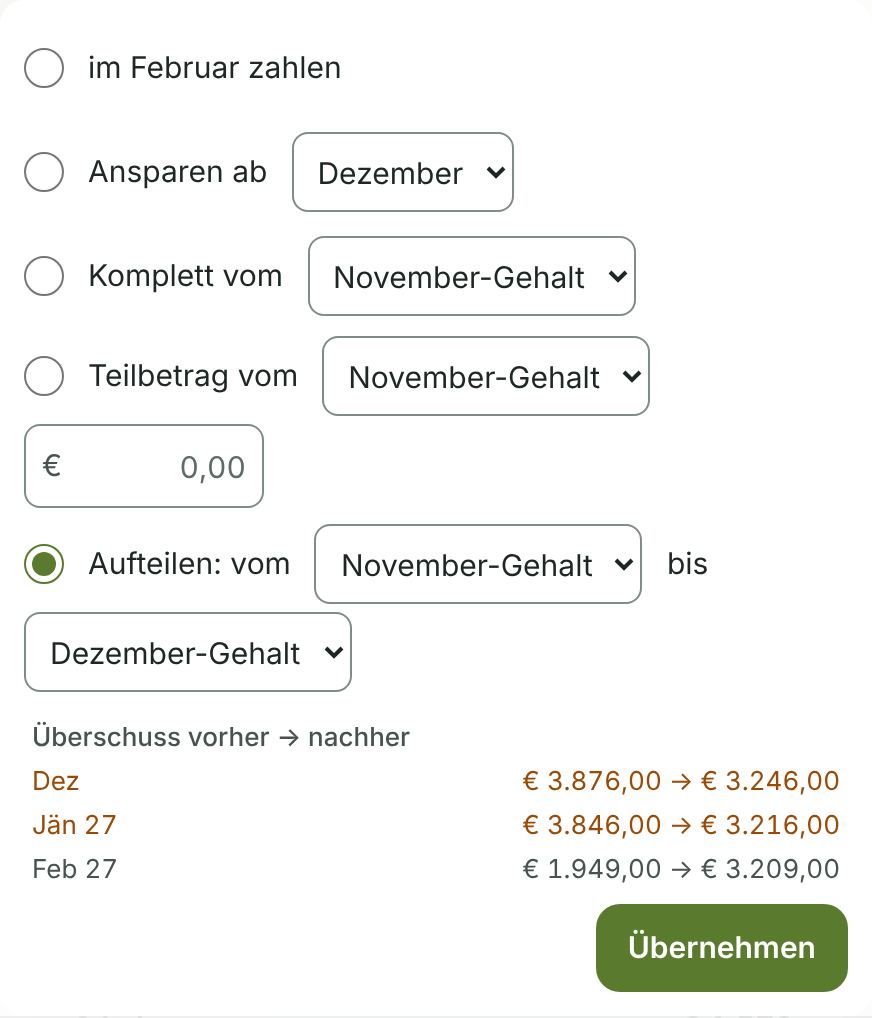 im Februar zahlen
Ansparen ab Dezember
Komplett vom November-Gehalt
Teilbetrag vom November-Gehalt
€ 0,00
Aufteilen: vom November-Gehalt bis
Dezember-Gehalt
Überschuss vorher → nachher
Dez € 3.876,00 → € 3.246,00
Jän 27 € 3.846,00 → € 3.216,00
Feb 27 € 1.949,00 → € 3.209,00
Übernehmen